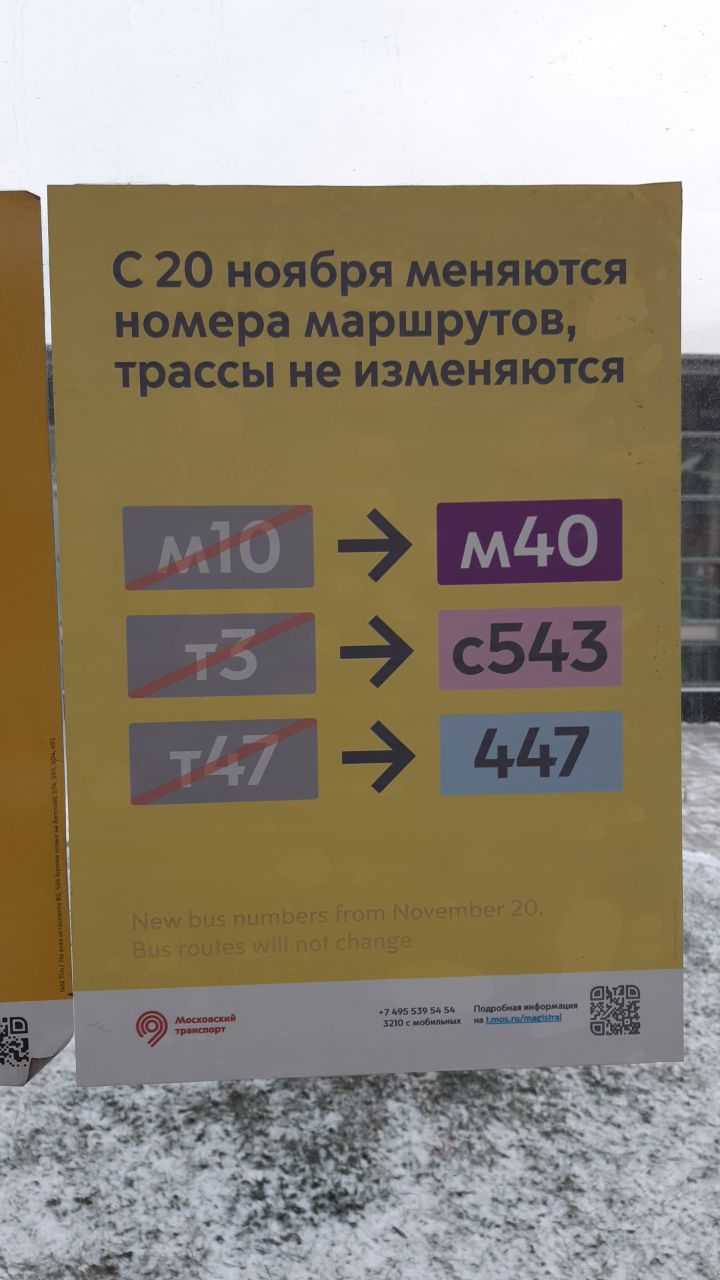 С 20 ноября меняются
номера маршрутов,
трассы не изменяются
м10 → м40
т3 → с543
т47 → 447
New bus numbers from November 20.
Bus routes will not change
Московский
транспорт
+7 495 539 54 54
3210 с мобильных
Подробная информация
на t.mos.ru/magistral